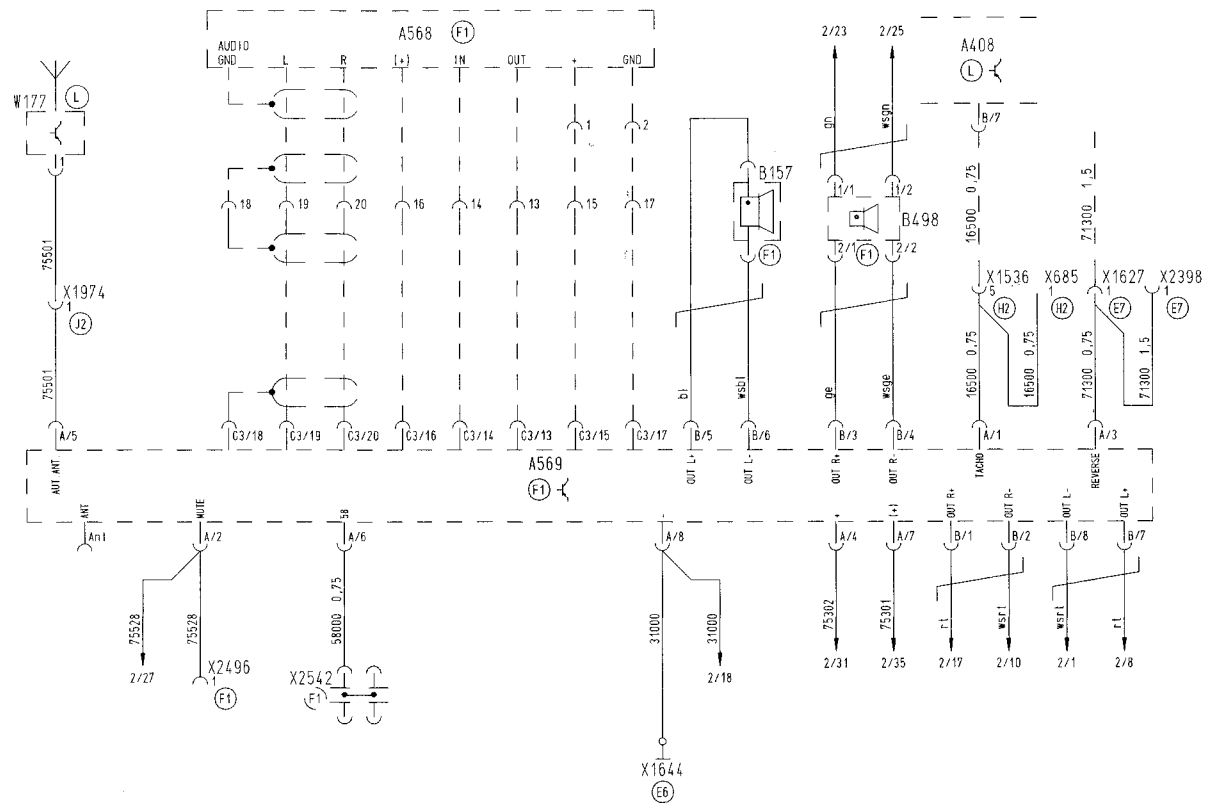 A568 F1
AUDIO
GND L R (+) IN OUT + GND
2/23 2/25
A408
L
B/7
W177 L
1
1 2
gn wsgn
B157
F1
1/1 1/2
B498
2/1 F1 2/2
18 19 20 16 14 13 15 17
16500 0,75
71300 1,5
75501
X1974
1
J2
75501
X1536 X685 X1627 X2398
5 1 1 1
H2 H2 E7 E7
bl wsbl ge wsge
16500 0,75 16500 0,75 71300 0,75 71300 1,5
A/5 C3/18 C3/19 C3/20 C3/16 C3/14 C3/13 C3/15 C3/17 B/5 B/6 B/3 B/4 A/1 A/3
AUT.ANT OUT L+ OUT L- OUT R+ OUT R- TACHO REVERSE
A569
F1
ANT MUTE 58 - + (+) OUT R+ OUT R- OUT L- OUT L+
Ant A/2 A/6 A/8 A/4 A/7 B/1 B/2 B/8 B/7
75528 75528 58000 0,75 31000 31000 75302 75301 rt wsrt wsrt rt
2/27 2/18 2/31 2/35 2/17 2/10 2/1 2/8
X2496
1
F1
X2542
F1
X1644
E6